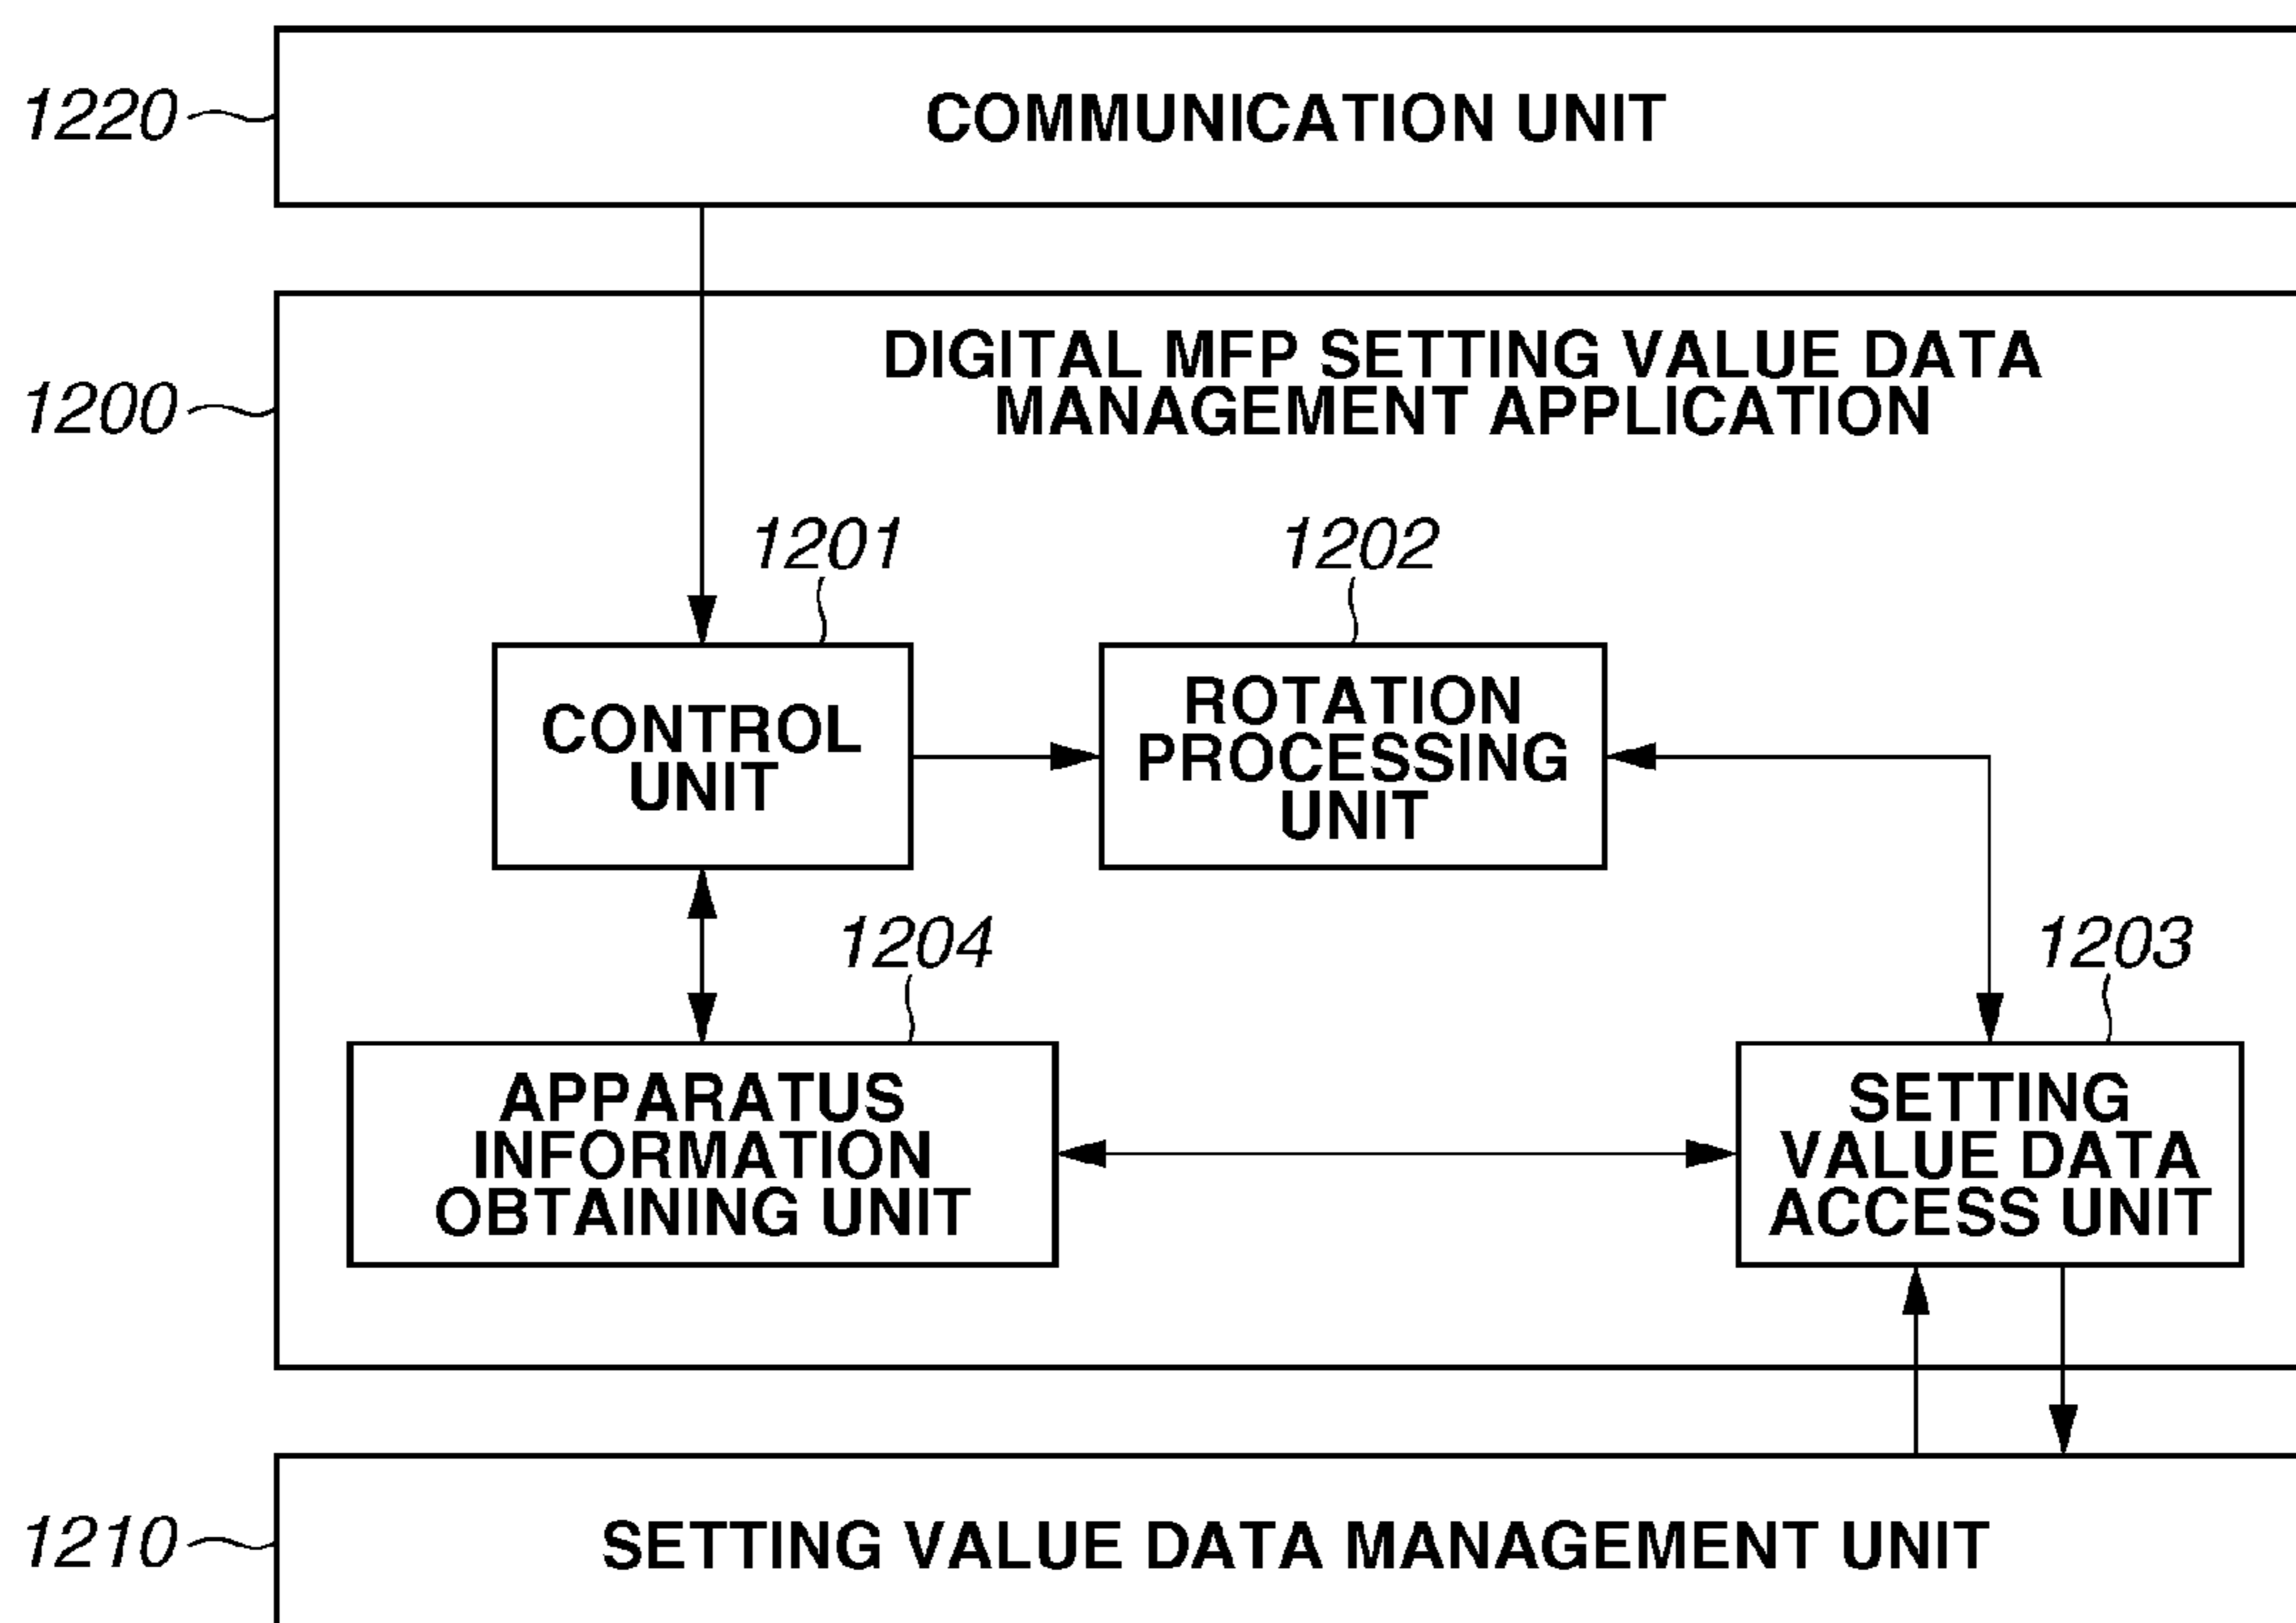 1220
COMMUNICATION UNIT
1200
DIGITAL MFP SETTING VALUE DATA
MANAGEMENT APPLICATION
1201
1202
CONTROL
UNIT
ROTATION
PROCESSING
UNIT
1204
1203
APPARATUS
INFORMATION
OBTAINING UNIT
SETTING
VALUE DATA
ACCESS UNIT
1210
SETTING VALUE DATA MANAGEMENT UNIT